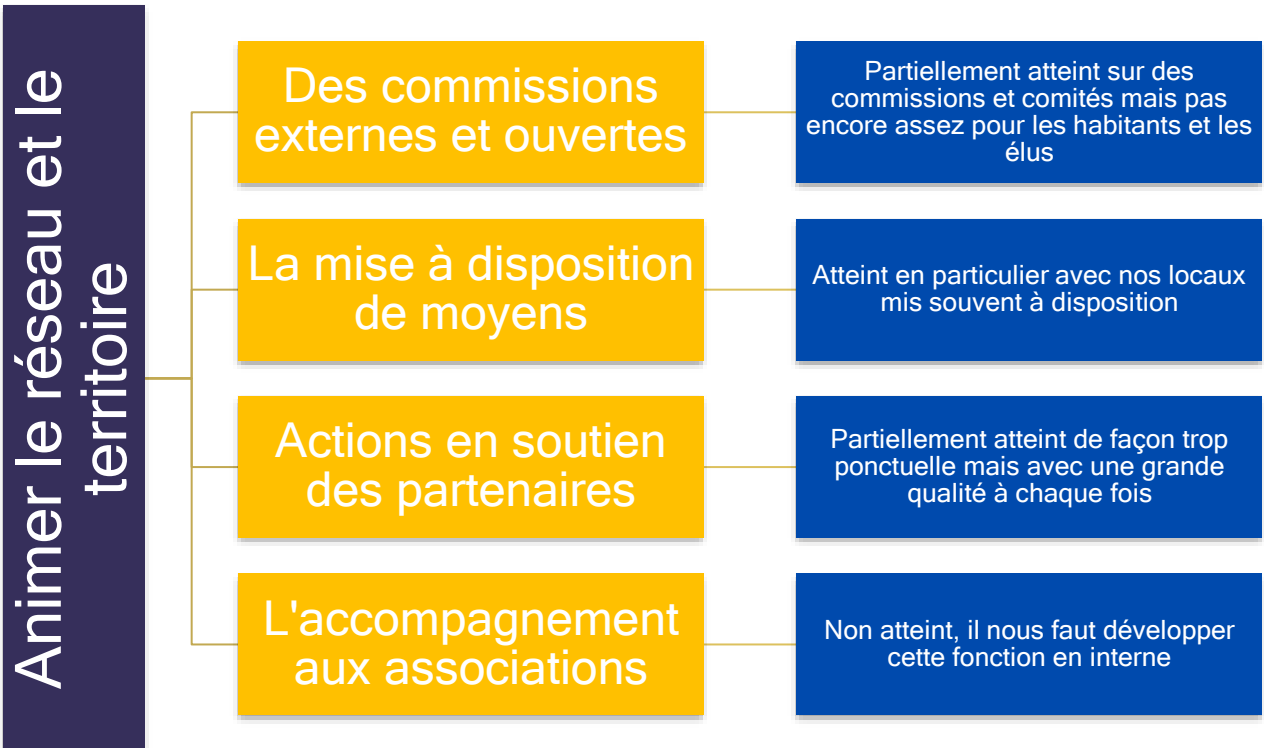 Animer le réseau et le
territoire
Des commissions
externes et ouvertes
Partiellement atteint sur des
commissions et comités mais pas
encore assez pour les habitants et les
élus
La mise à disposition
de moyens
Atteint en particulier avec nos locaux
mis souvent à disposition
Actions en soutien
des partenaires
Partiellement atteint de façon trop
ponctuelle mais avec une grande
qualité à chaque fois
L'accompagnement
aux associations
Non atteint, il nous faut développer
cette fonction en interne